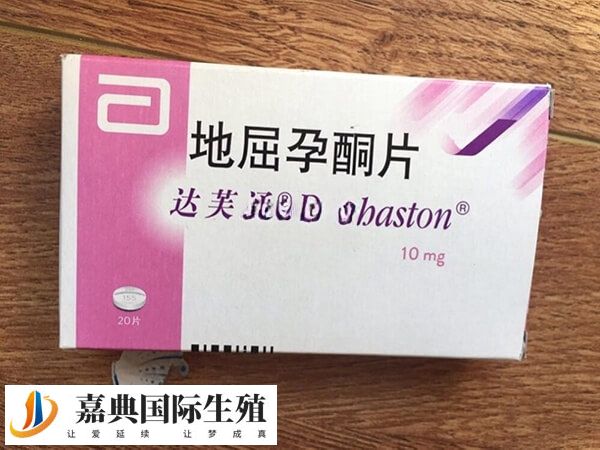 地屈孕酮片
达芙 haston®
10 mg
155
20片
嘉典国际生殖
让爱延续 让梦成真